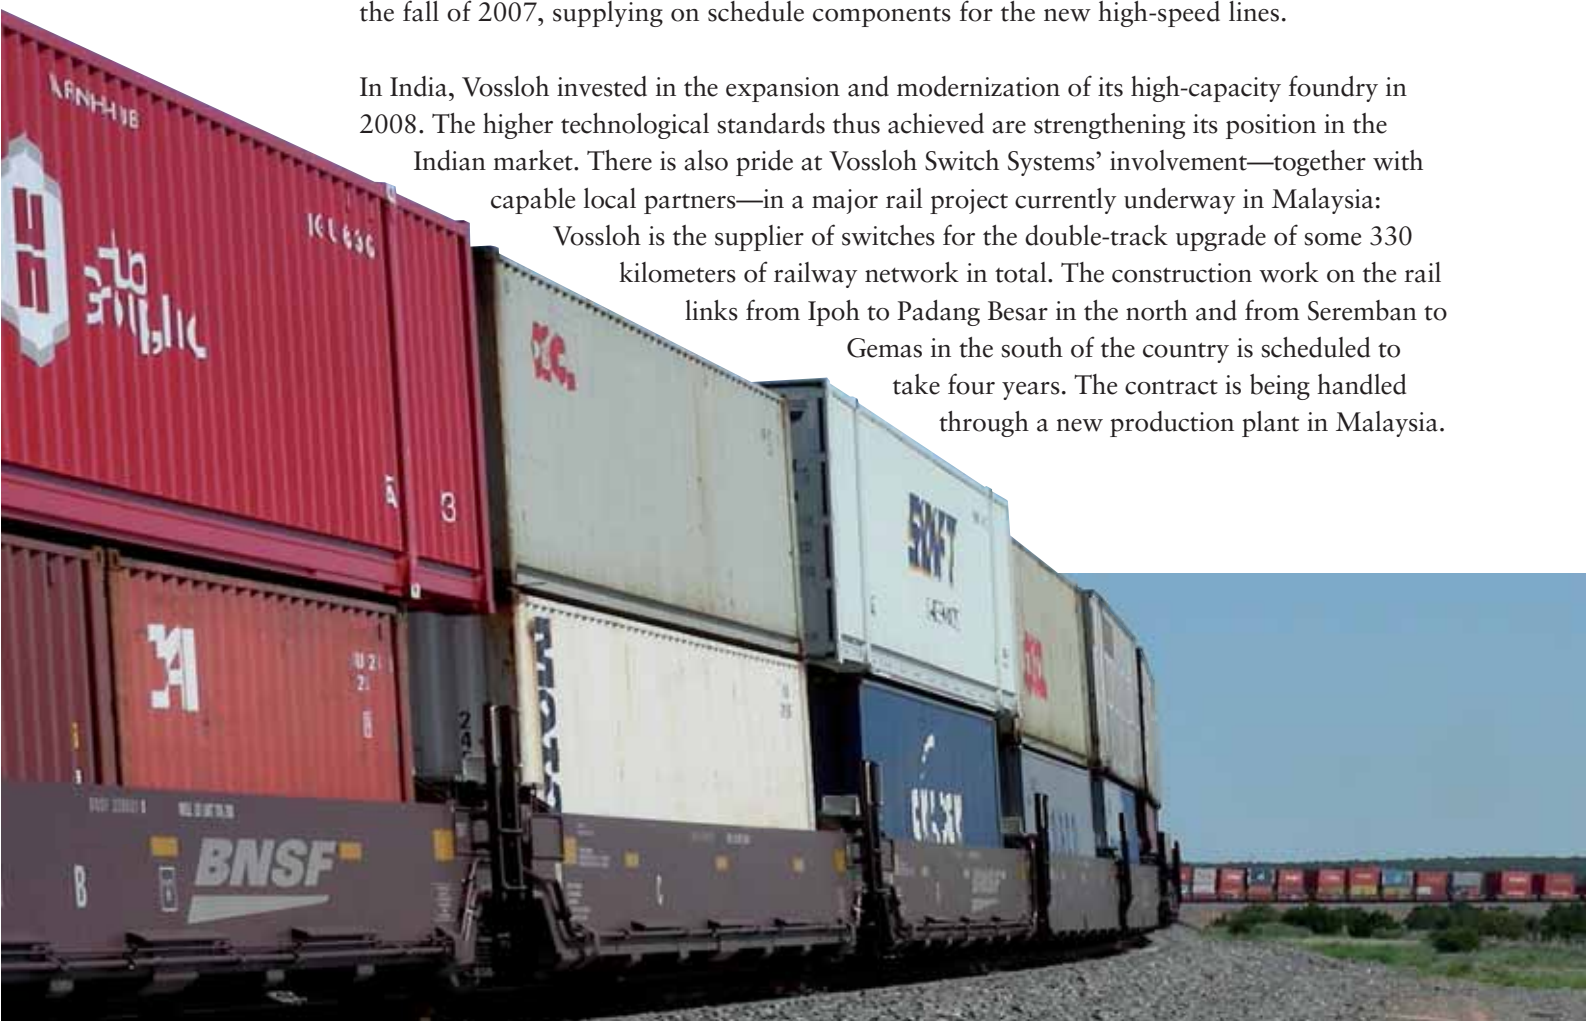 the fall of 2007, supplying on schedule components for the new high-speed lines.
In India, Vossloh invested in the expansion and modernization of its high-capacity foundry in
2008. The higher technological standards thus achieved are strengthening its position in the
Indian market. There is also pride at Vossloh Switch Systems’ involvement—together with
capable local partners—in a major rail project currently underway in Malaysia:
Vossloh is the supplier of switches for the double-track upgrade of some 330
kilometers of railway network in total. The construction work on the rail
links from Ipoh to Padang Besar in the north and from Seremban to
Gemas in the south of the country is scheduled to
take four years. The contract is being handled
through a new production plant in Malaysia.
3
B
BNSF
C
BNSF